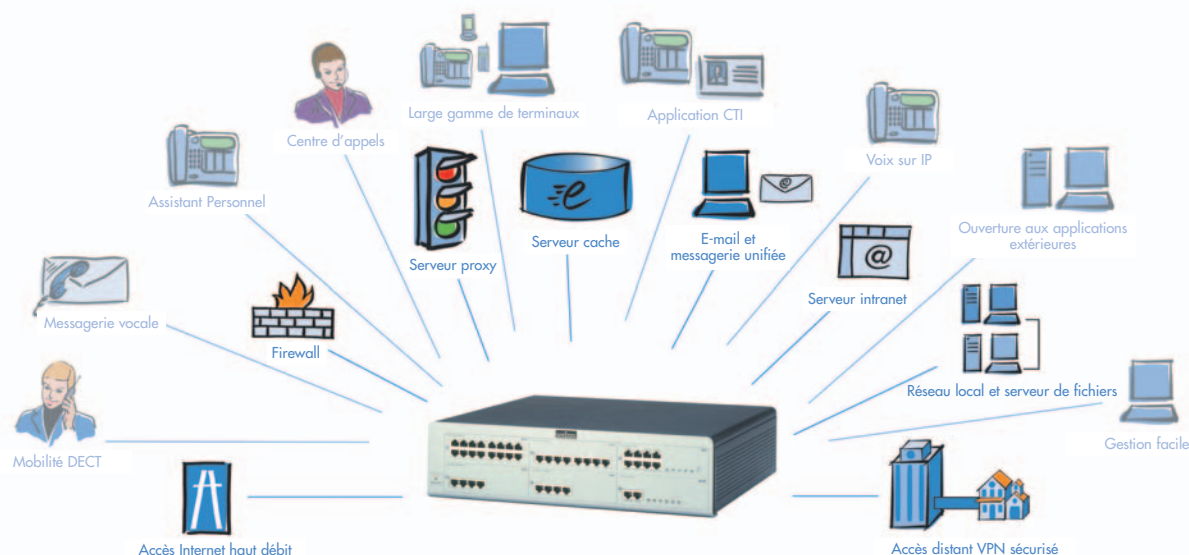 Large gamme de terminaux
Application CTI
Centre d'appels
Voix sur IP
Assistant Personnel
Serveur cache
E-mail et
messagerie unifiée
Ouverture aux applications
extérieures
Serveur proxy
Serveur intranet
Messagerie vocale
Firewall
Réseau local et serveur de fichiers
Mobilité DECT
Gestion facile
Accès Internet haut débit
Accès distant VPN sécurisé